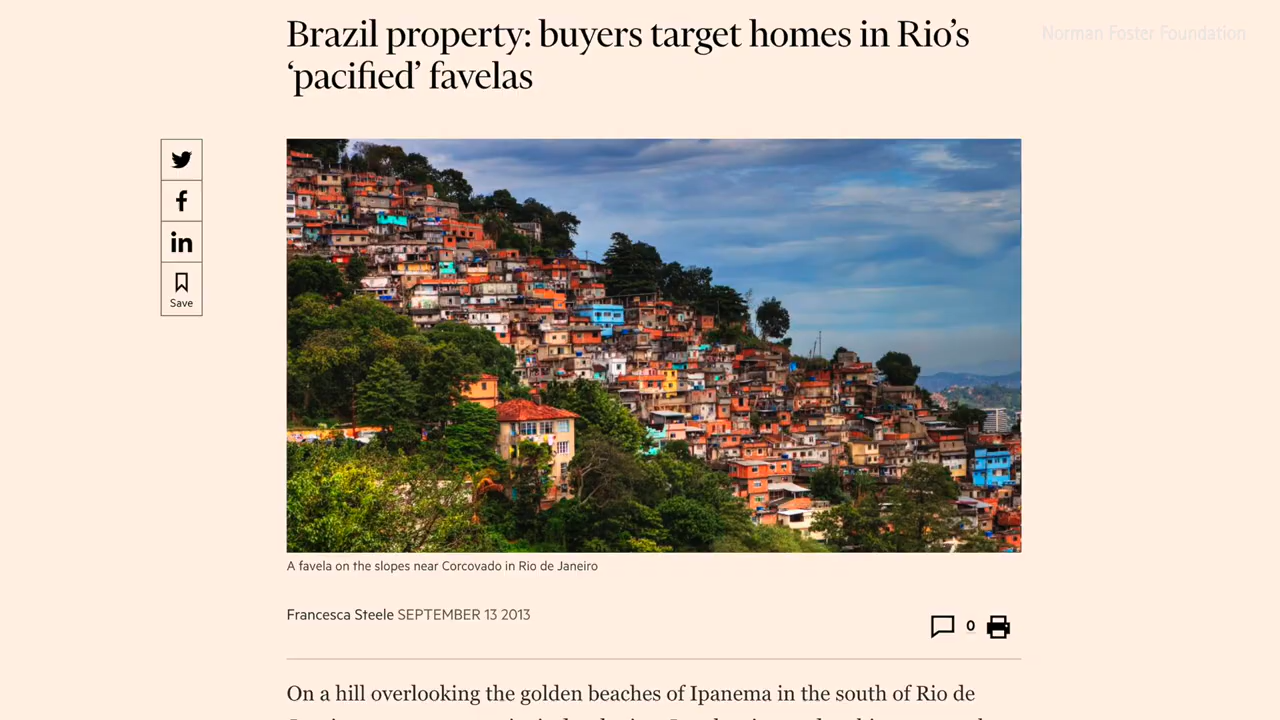 Brazil property: buyers target homes in Rio’s
‘pacified’ favelas
Norman Foster Foundation
Save
A favela on the slopes near Corcovado in Rio de Janeiro
Francesca Steele SEPTEMBER 13 2013
0
On a hill overlooking the golden beaches of Ipanema in the south of Rio de